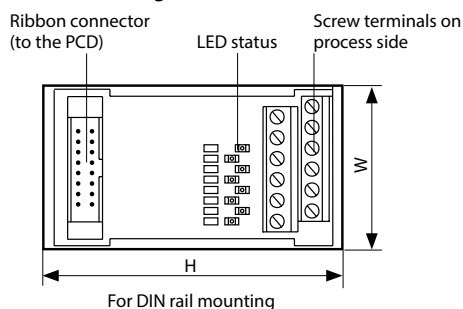 Ribbon connector
(to the PCD)
LED status
Screw terminals on
process side
W
H
For DIN rail mounting